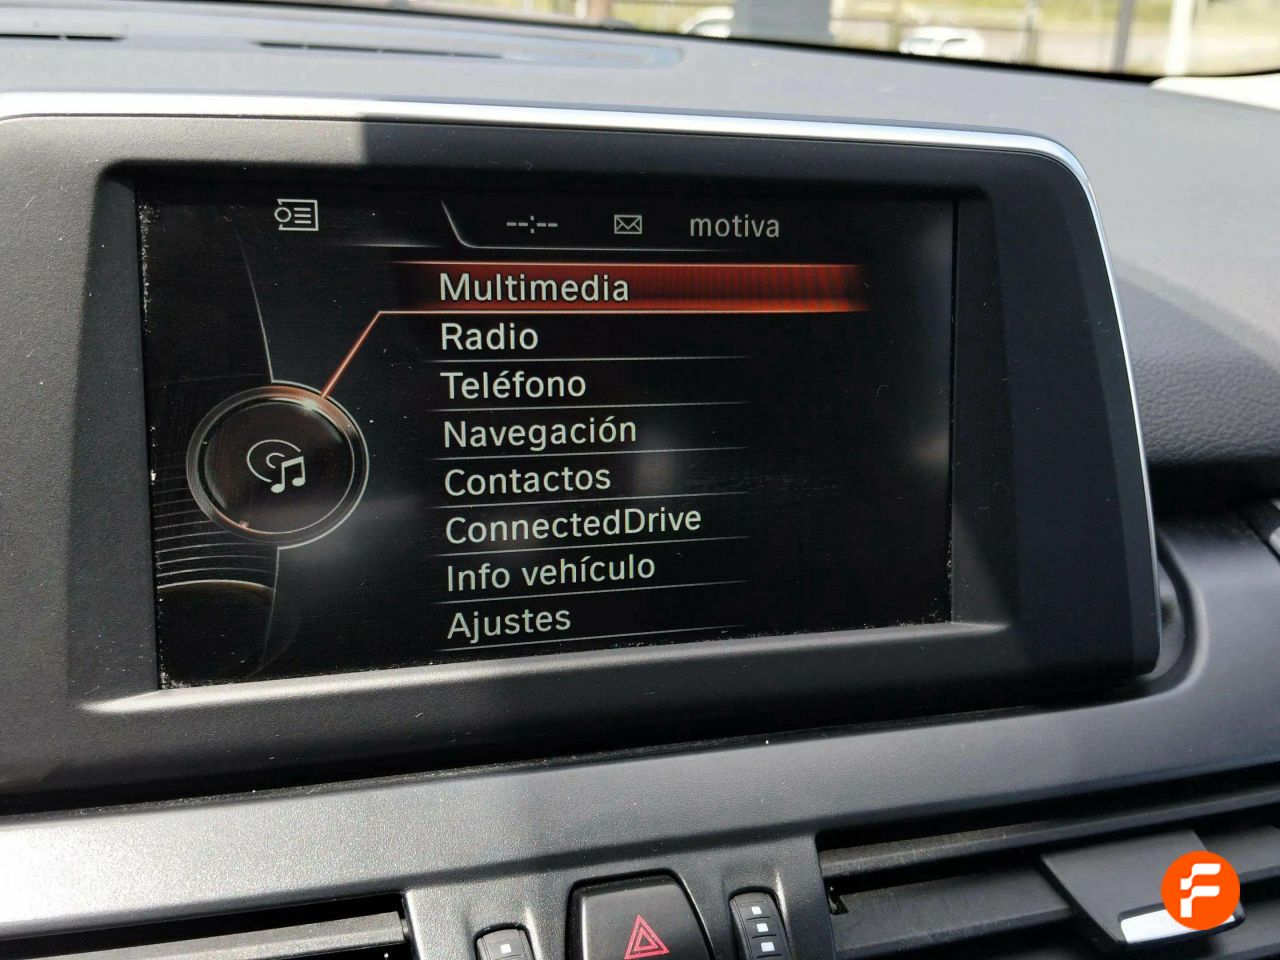 --:-- motiva
Multimedia
Radio
Teléfono
Navegación
Contactos
ConnectedDrive
Info vehículo
Ajustes